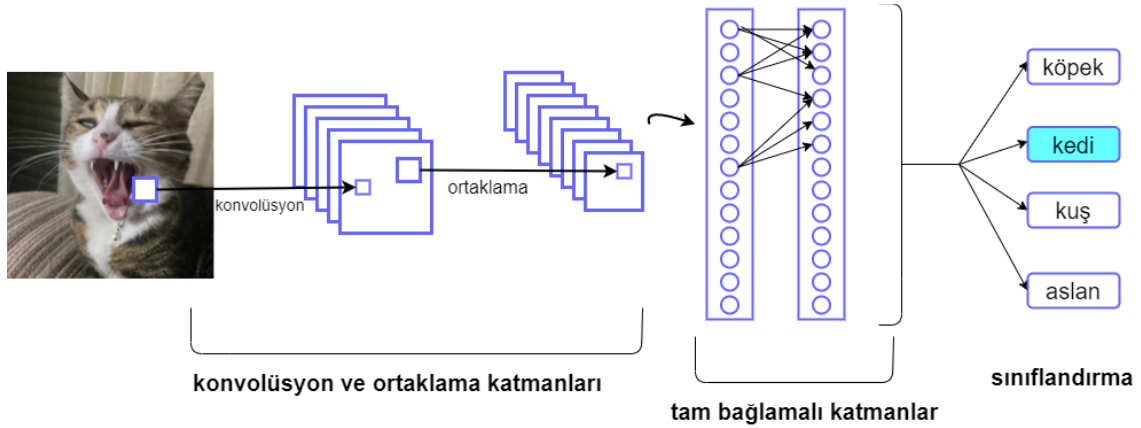 konvolüsyon
ortaklama
köpek
kedi
kuş
aslan
konvolüsyon ve ortaklama katmanları
tam bağlamalı katmanlar
sınıflandırma